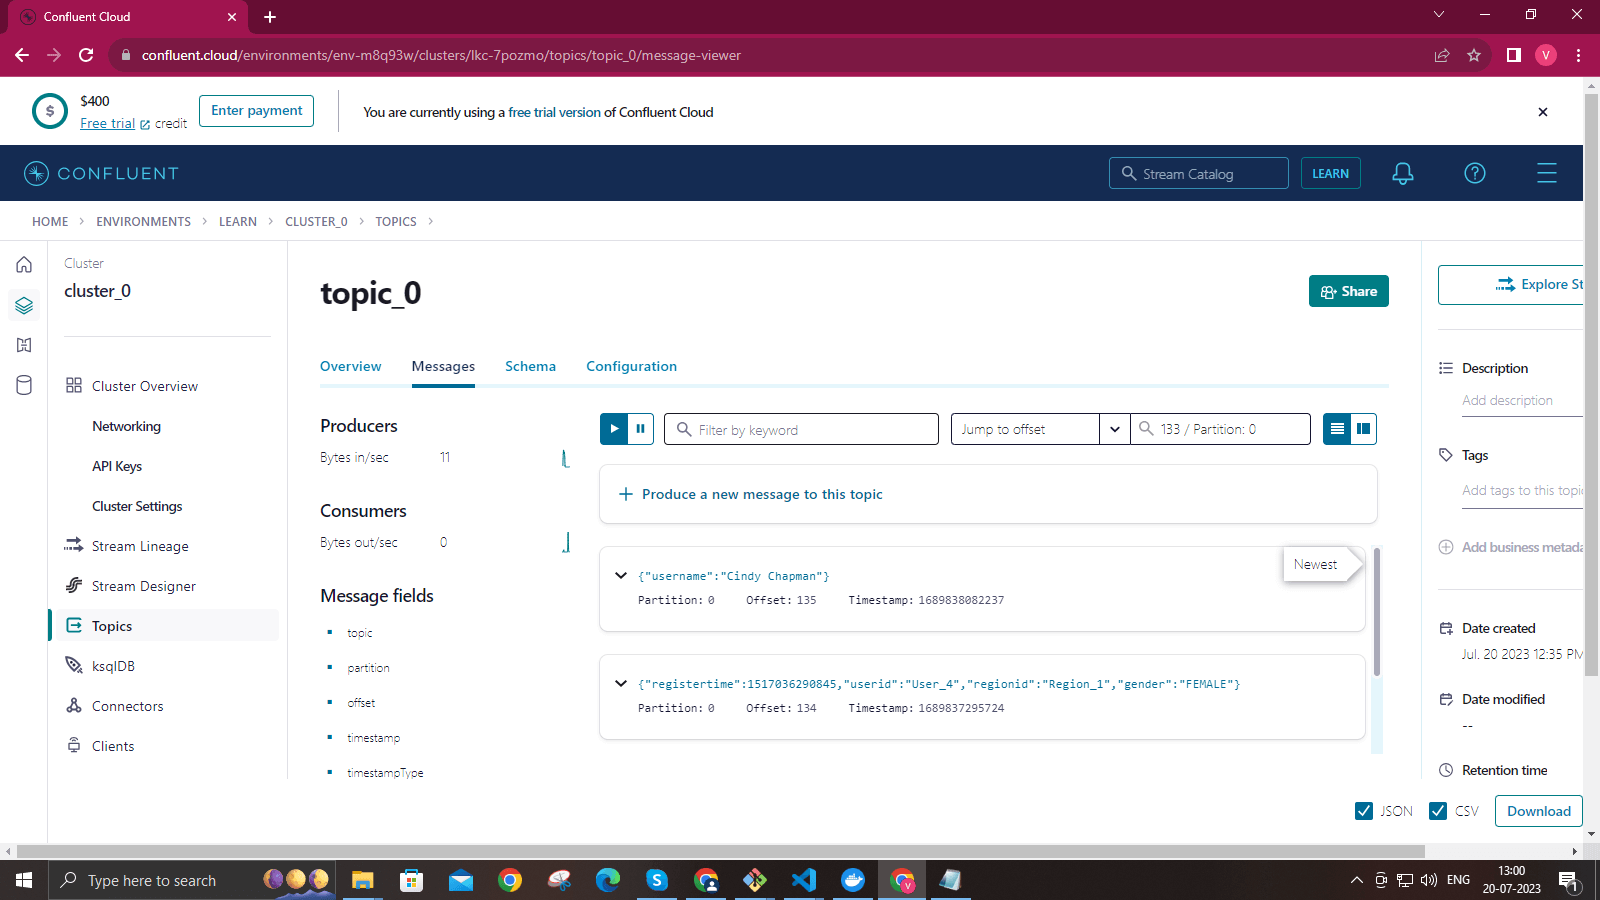 Confluent Cloud
confluent.cloud/environments/env-m8q93w/clusters/lkc-7pozmo/topics/topic_0/message-viewer
V
$
$400
Free trial credit
Enter payment
You are currently using a free trial version of Confluent Cloud
CONFLUENT
Stream Catalog
LEARN
HOME > ENVIRONMENTS > LEARN > CLUSTER_0 > TOPICS >
Cluster
cluster_0
Cluster Overview
Networking
API Keys
Cluster Settings
Stream Lineage
Stream Designer
Topics
ksqlDB
Connectors
Clients
topic_0
Share
Overview
Messages
Schema
Configuration
Producers
Bytes in/sec 11
Consumers
Bytes out/sec 0
Message fields
topic
partition
offset
timestamp
timestampType
Filter by keyword
Jump to offset
133 / Partition: 0
+ Produce a new message to this topic
Newest
{"username":"Cindy Chapman"}
Partition: 0 Offset: 135 Timestamp: 1689838082237
{"registertime":1517036290845,"userid":"User_4","regionid":"Region_1","gender":"FEMALE"}
Partition: 0 Offset: 134 Timestamp: 1689837295724
Explore St
Description
Add description
Tags
Add tags to this topic
Add business metada
Date created
Jul. 20 2023 12:35 PM
Date modified
--
Retention time
JSON
CSV
Download
Type here to search
ENG
13:00
20-07-2023
1